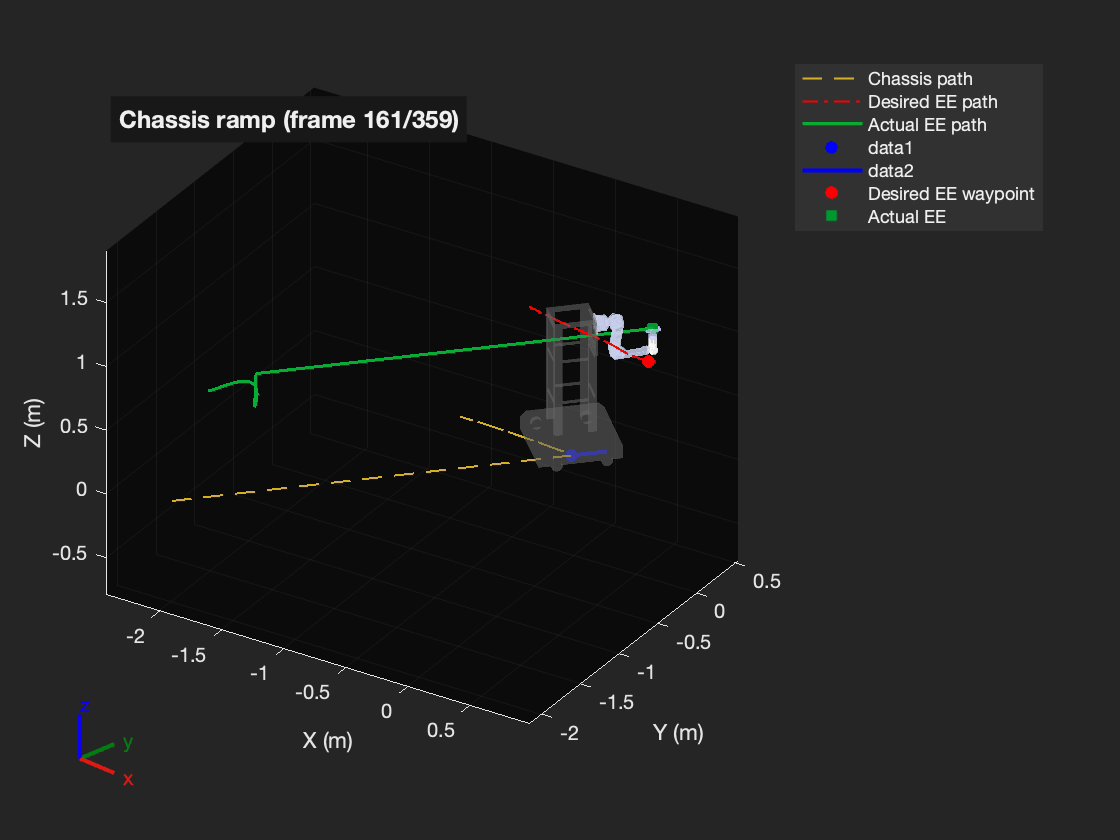 Chassis ramp (frame 161/359)
Chassis path
Desired EE path
Actual EE path
data1
data2
Desired EE waypoint
Actual EE
1.5
1
0.5
0
-0.5
Z (m)
-2
-1.5
-1
-0.5
0
0.5
X (m)
0.5
0
-0.5
-1
-1.5
-2
Y (m)
z
y
x